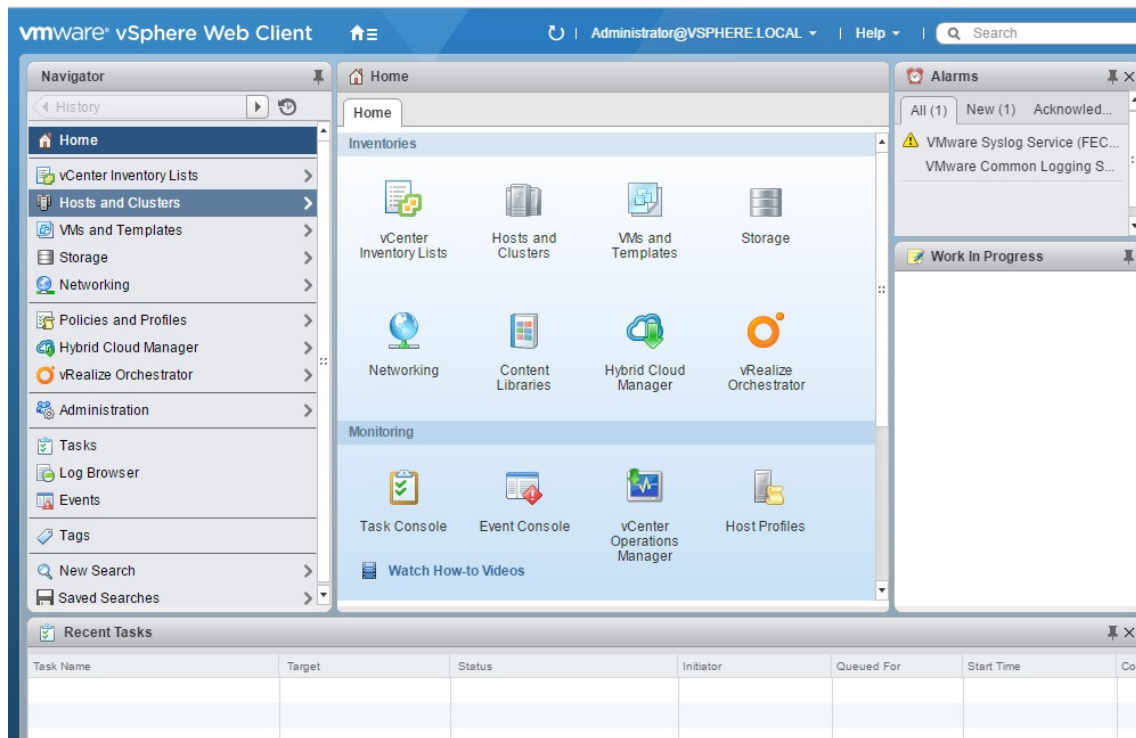 vmware® vSphere Web Client
Administrator@VSPHERE.LOCAL
Help
Search
Navigator
History
Home
vCenter Inventory Lists
Hosts and Clusters
VMs and Templates
Storage
Networking
Policies and Profiles
Hybrid Cloud Manager
vRealize Orchestrator
Administration
Tasks
Log Browser
Events
Tags
New Search
Saved Searches
Home
Home
Inventories
vCenter
Inventory Lists
Hosts and
Clusters
VMs and
Templates
Storage
Networking
Content
Libraries
Hybrid Cloud
Manager
vRealize
Orchestrator
Monitoring
Task Console
Event Console
vCenter
Operations
Manager
Host Profiles
Watch How-to Videos
Alarms
All (1) New (1) Acknowled...
VMware Syslog Service (FEC...
VMware Common Logging S...
Work In Progress
Recent Tasks
Task Name Target Status Initiator Queued For Start Time Co